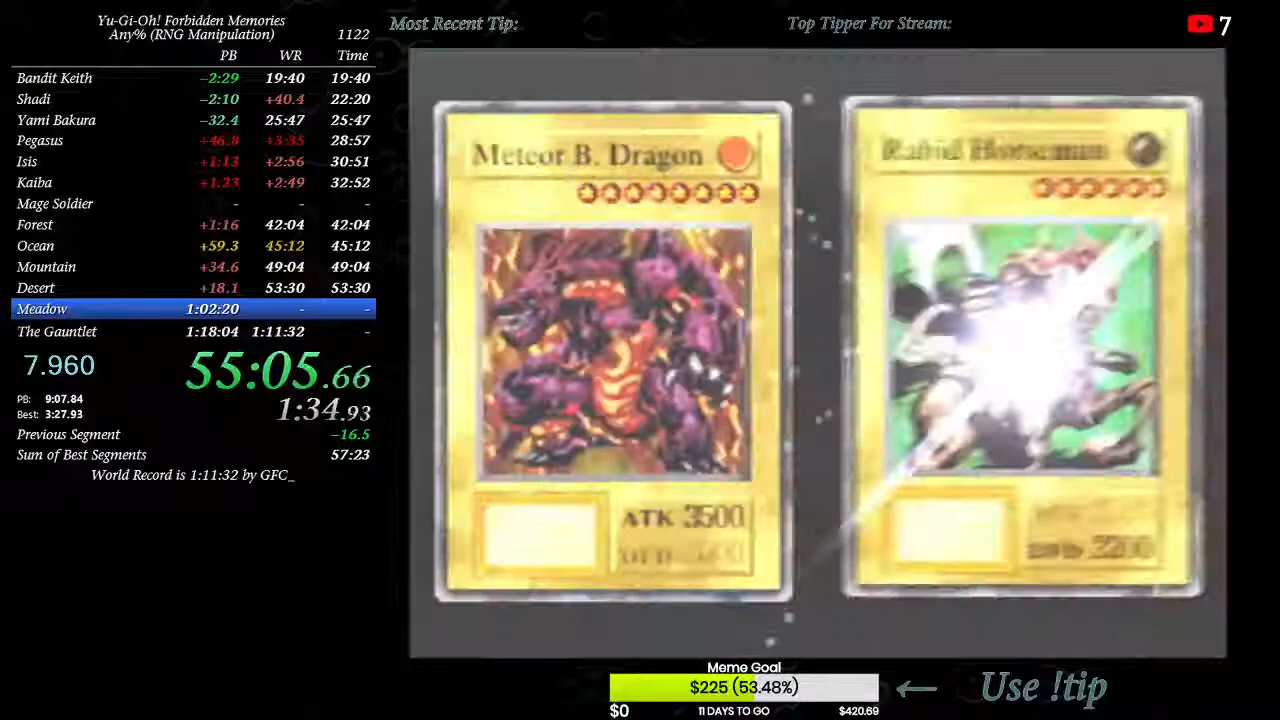 Yu-Gi-Oh! Forbidden Memories
Any% (RNG Manipulation) 1122
PB WR Time
Bandit Keith −2:29 19:40 19:40
Shadi −2:10 +40.4 22:20
Yami Bakura −32.4 25:47 25:47
Pegasus +46.8 +3:35 28:57
Isis +1:13 +2:56 30:51
Kaiba +1:23 +2:49 32:52
Mage Soldier - - -
Forest +1:16 42:04 42:04
Ocean +59.3 45:12 45:12
Mountain +34.6 49:04 49:04
Desert +18.1 53:30 53:30
Meadow 1:02:20 - -
The Gauntlet 1:18:04 1:11:32 -
7.960 55:05.66
PB: 9:07.84
Best: 3:27.93
1:34.93
Previous Segment −16.5
Sum of Best Segments 57:23
World Record is 1:11:32 by GFC_
Most Recent Tip:
Top Tipper For Stream:
7
Meteor B. Dragon
ATK 3500
Rabid Horseman
Meme Goal
$225 (53.48%)
$0 11 DAYS TO GO $420.69
← Use !tip